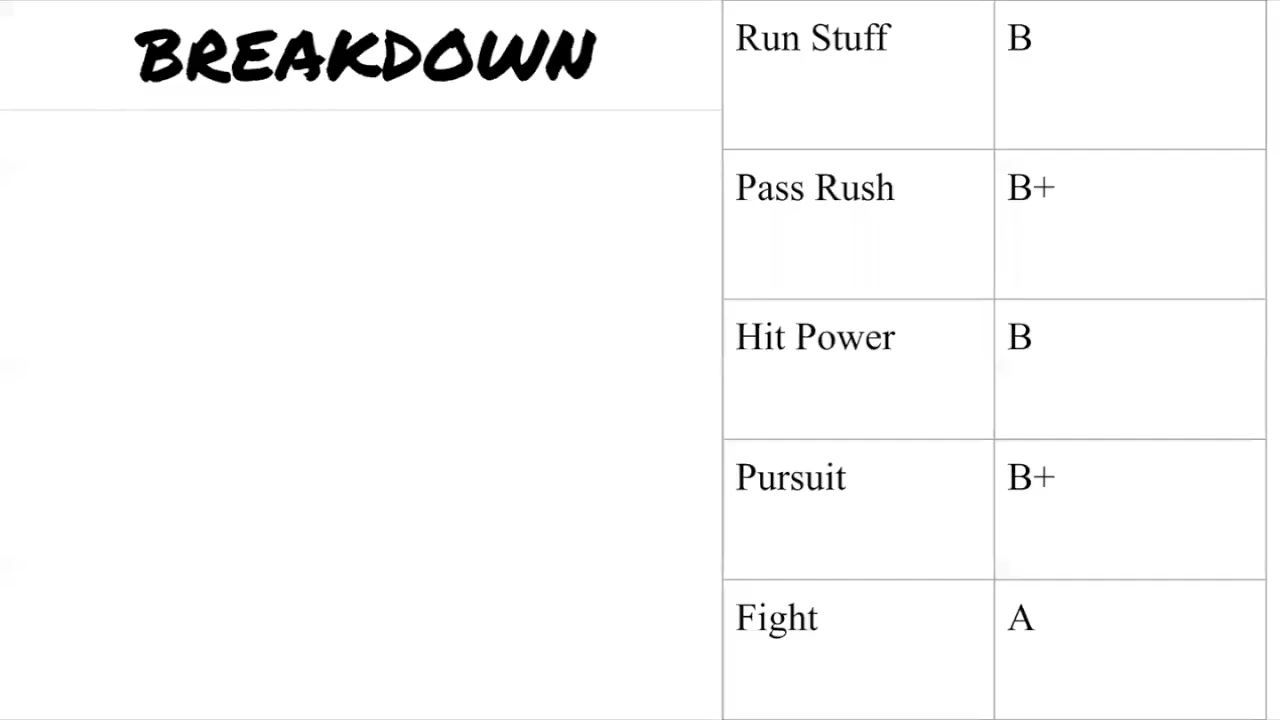 BREAKDOWN
Run Stuff B
Pass Rush B+
Hit Power B
Pursuit B+
Fight A